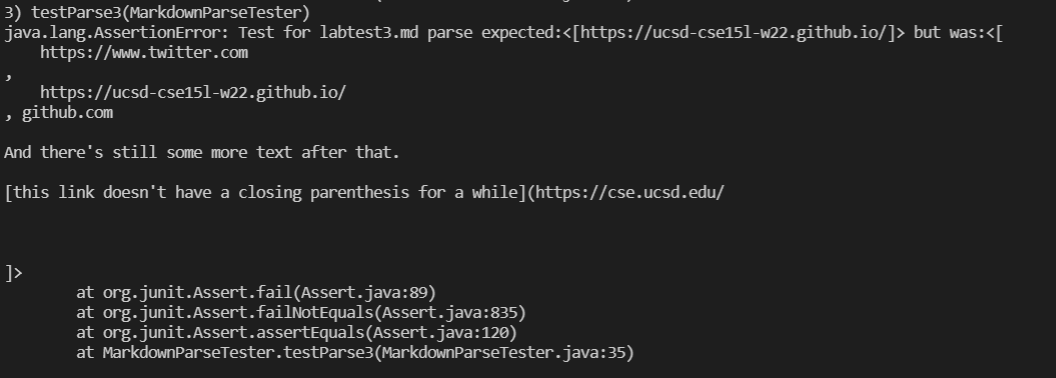 3) testParse3(MarkdownParseTester)
java.lang.AssertionError: Test for labtest3.md parse expected:<[https://ucsd-cse15l-w22.github.io/]> but was:<[
    https://www.twitter.com
,
    https://ucsd-cse15l-w22.github.io/
, github.com

And there's still some more text after that.

[this link doesn't have a closing parenthesis for a while](https://cse.ucsd.edu/



]>
        at org.junit.Assert.fail(Assert.java:89)
        at org.junit.Assert.failNotEquals(Assert.java:835)
        at org.junit.Assert.assertEquals(Assert.java:120)
        at MarkdownParseTester.testParse3(MarkdownParseTester.java:35)